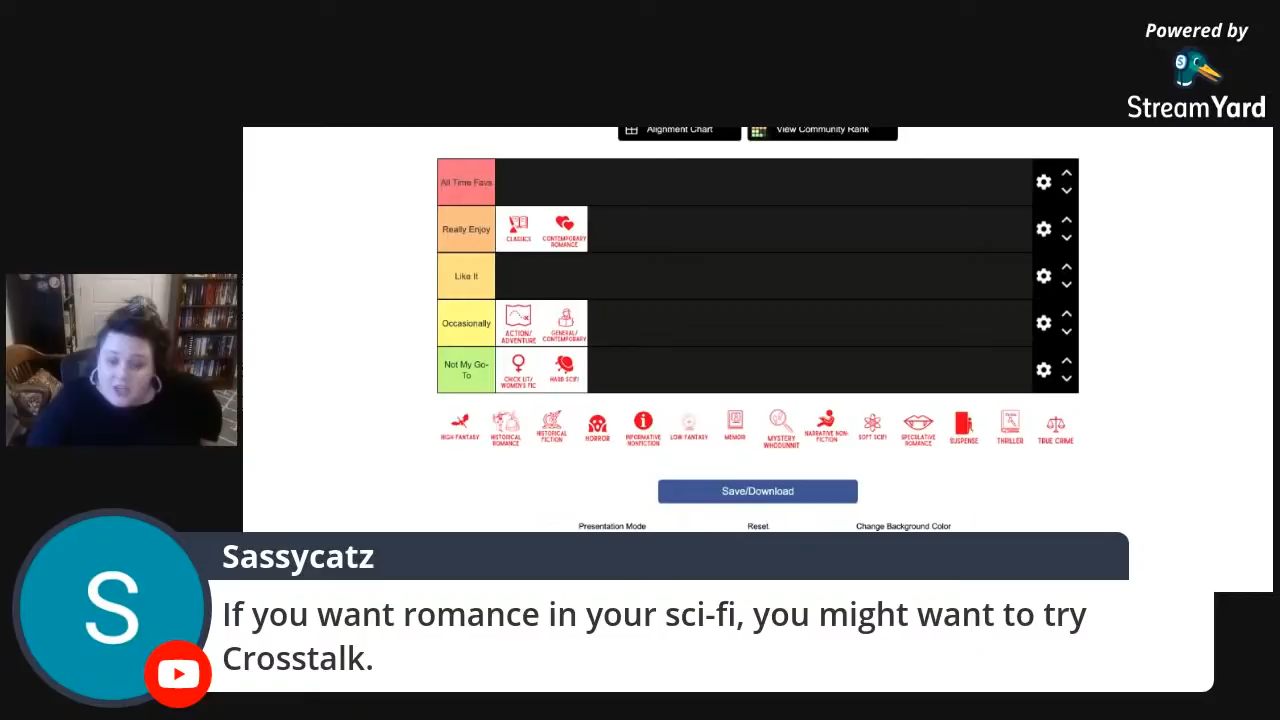 Powered by
StreamYard
Alignment Chart
View Community Rank
All Time Favs
Really Enjoy
CLASSICS
CONTEMPORARY
ROMANCE
Like It
Occasionally
ACTION/
ADVENTURE
GENERAL/
CONTEMPORARY
Not My Go-
To
CHICK LIT/
WOMEN'S FIC
HARD SCIFI
HIGH FANTASY
HISTORICAL
ROMANCE
HISTORICAL
FICTION
HORROR
INFORMATIVE
NONFICTION
LOW FANTASY
MEMOIR
MYSTERY
WHODUNNIT
NARRATIVE NON-
FICTION
SOFT SCIFI
SPECULATIVE
ROMANCE
SUSPENSE
THRILLER
TRUE CRIME
Save/Download
Presentation Mode
Reset
Change Background Color
S
Sassycatz
If you want romance in your sci-fi, you might want to try
Crosstalk.